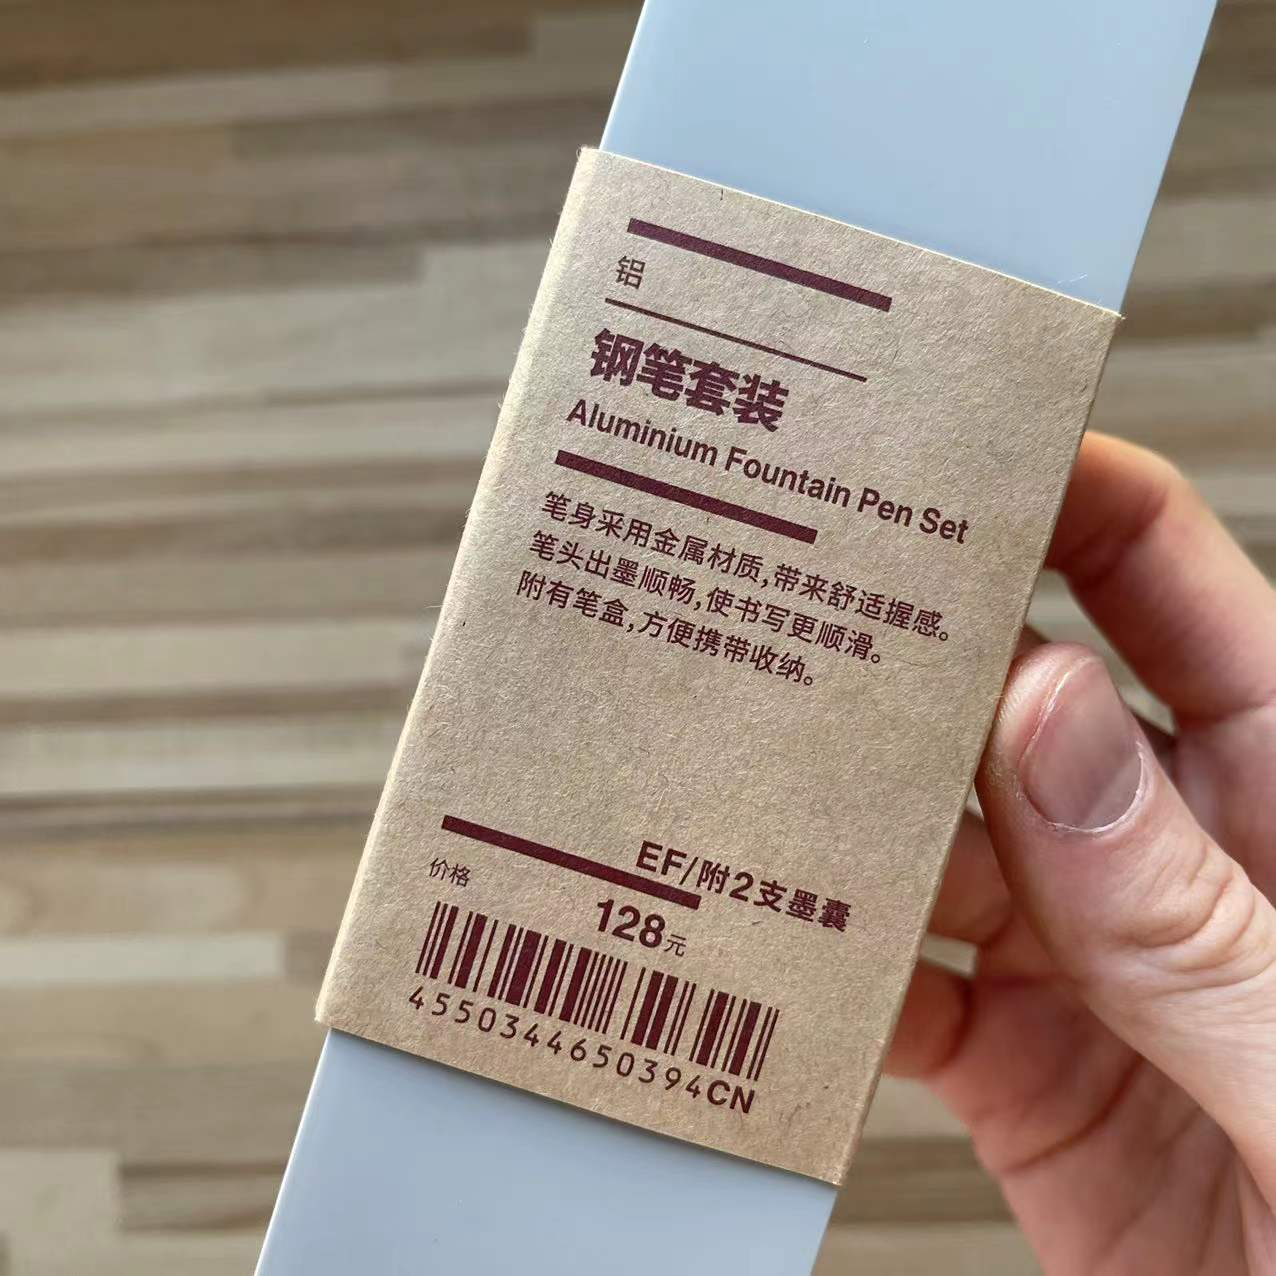 铝
钢笔套装
Aluminium Fountain Pen Set
笔身采用金属材质,带来舒适握感。
笔头出墨顺畅,使书写更顺滑。
附有笔盒,方便携带收纳。
EF/附2支墨囊
价格
128元
4550344650394CN